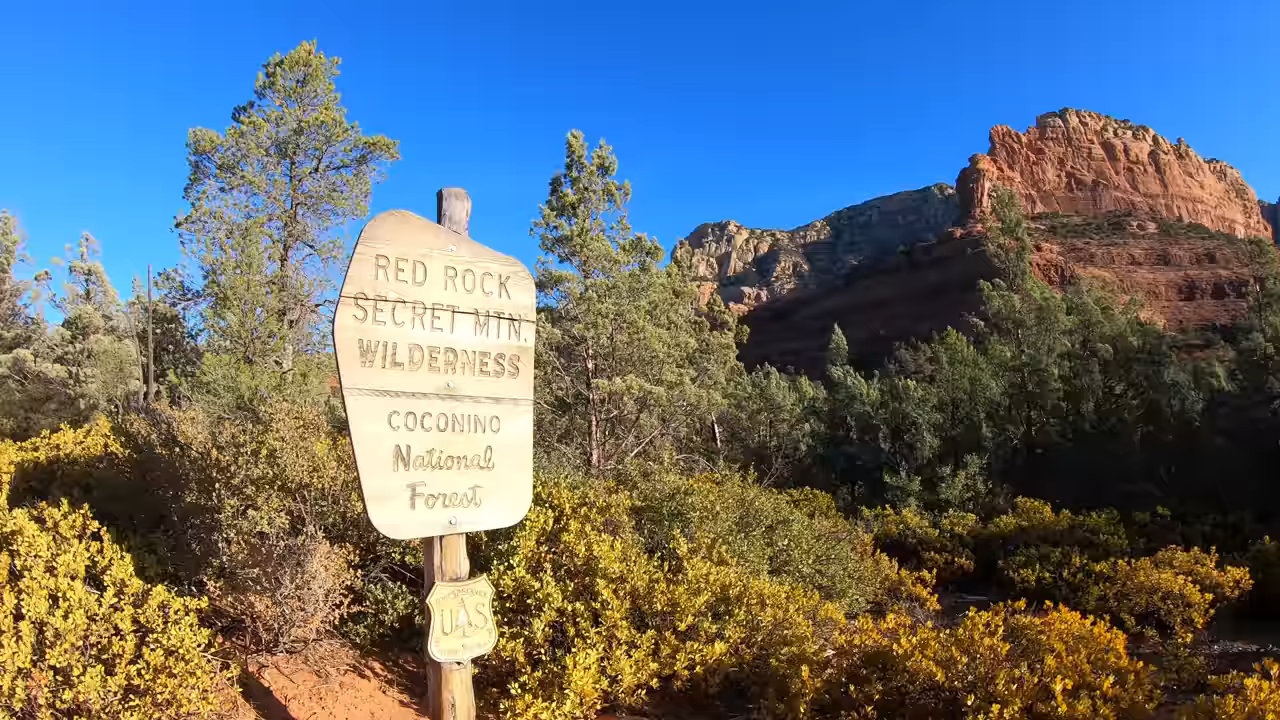 RED ROCK
SECRET MTN.
WILDERNESS
COCONINO
National
Forest
U S